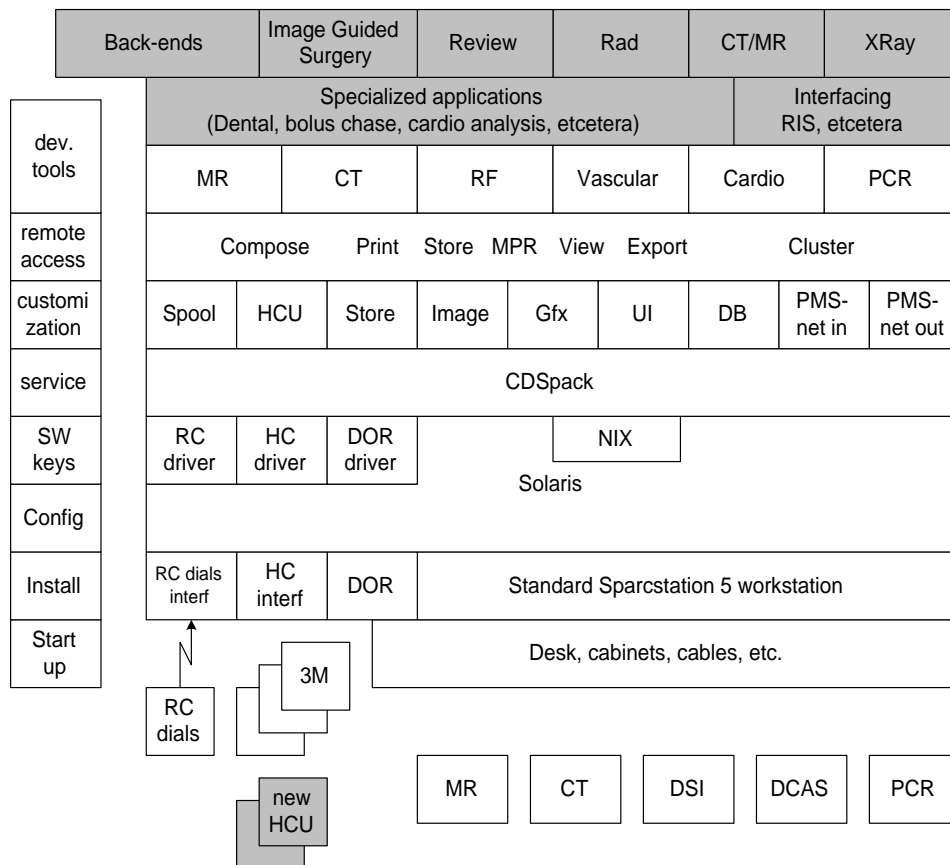 Back-ends
Image Guided
Surgery
Review
Rad
CT/MR
XRay
Specialized applications
(Dental, bolus chase, cardio analysis, etcetera)
Interfacing
RIS, etcetera
dev.
tools
MR
CT
RF
Vascular
Cardio
PCR
remote
access
Compose Print Store MPR View Export Cluster
customi
zation
Spool
HCU
Store
Image
Gfx
UI
DB
PMS-
net in
PMS-
net out
service
CDSpack
SW
keys
RC
driver
HC
driver
DOR
driver
NIX
Solaris
Config
Install
RC dials
interf
HC
interf
DOR
Standard Sparcstation 5 workstation
Start
up
3M
Desk, cabinets, cables, etc.
RC
dials
new
HCU
MR
CT
DSI
DCAS
PCR